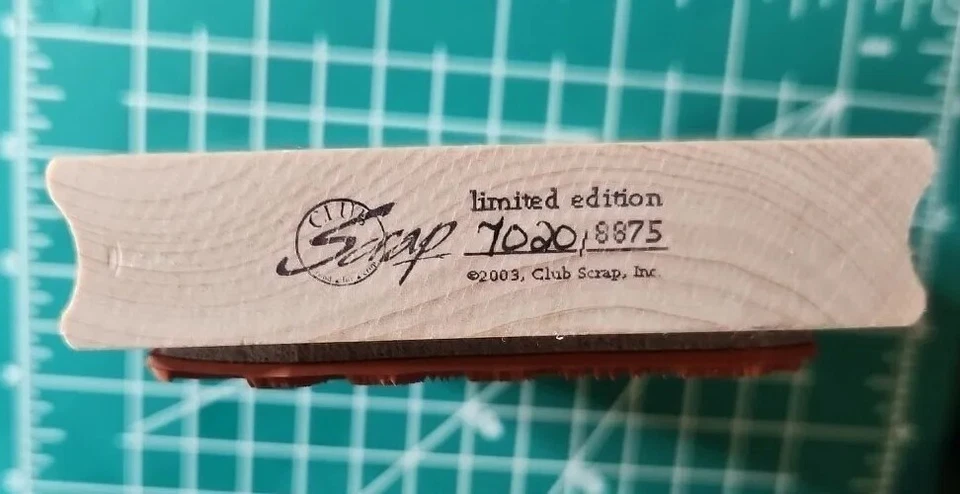 CLUB
Scrap
limited edition
7020/8875
©2003, Club Scrap, Inc.